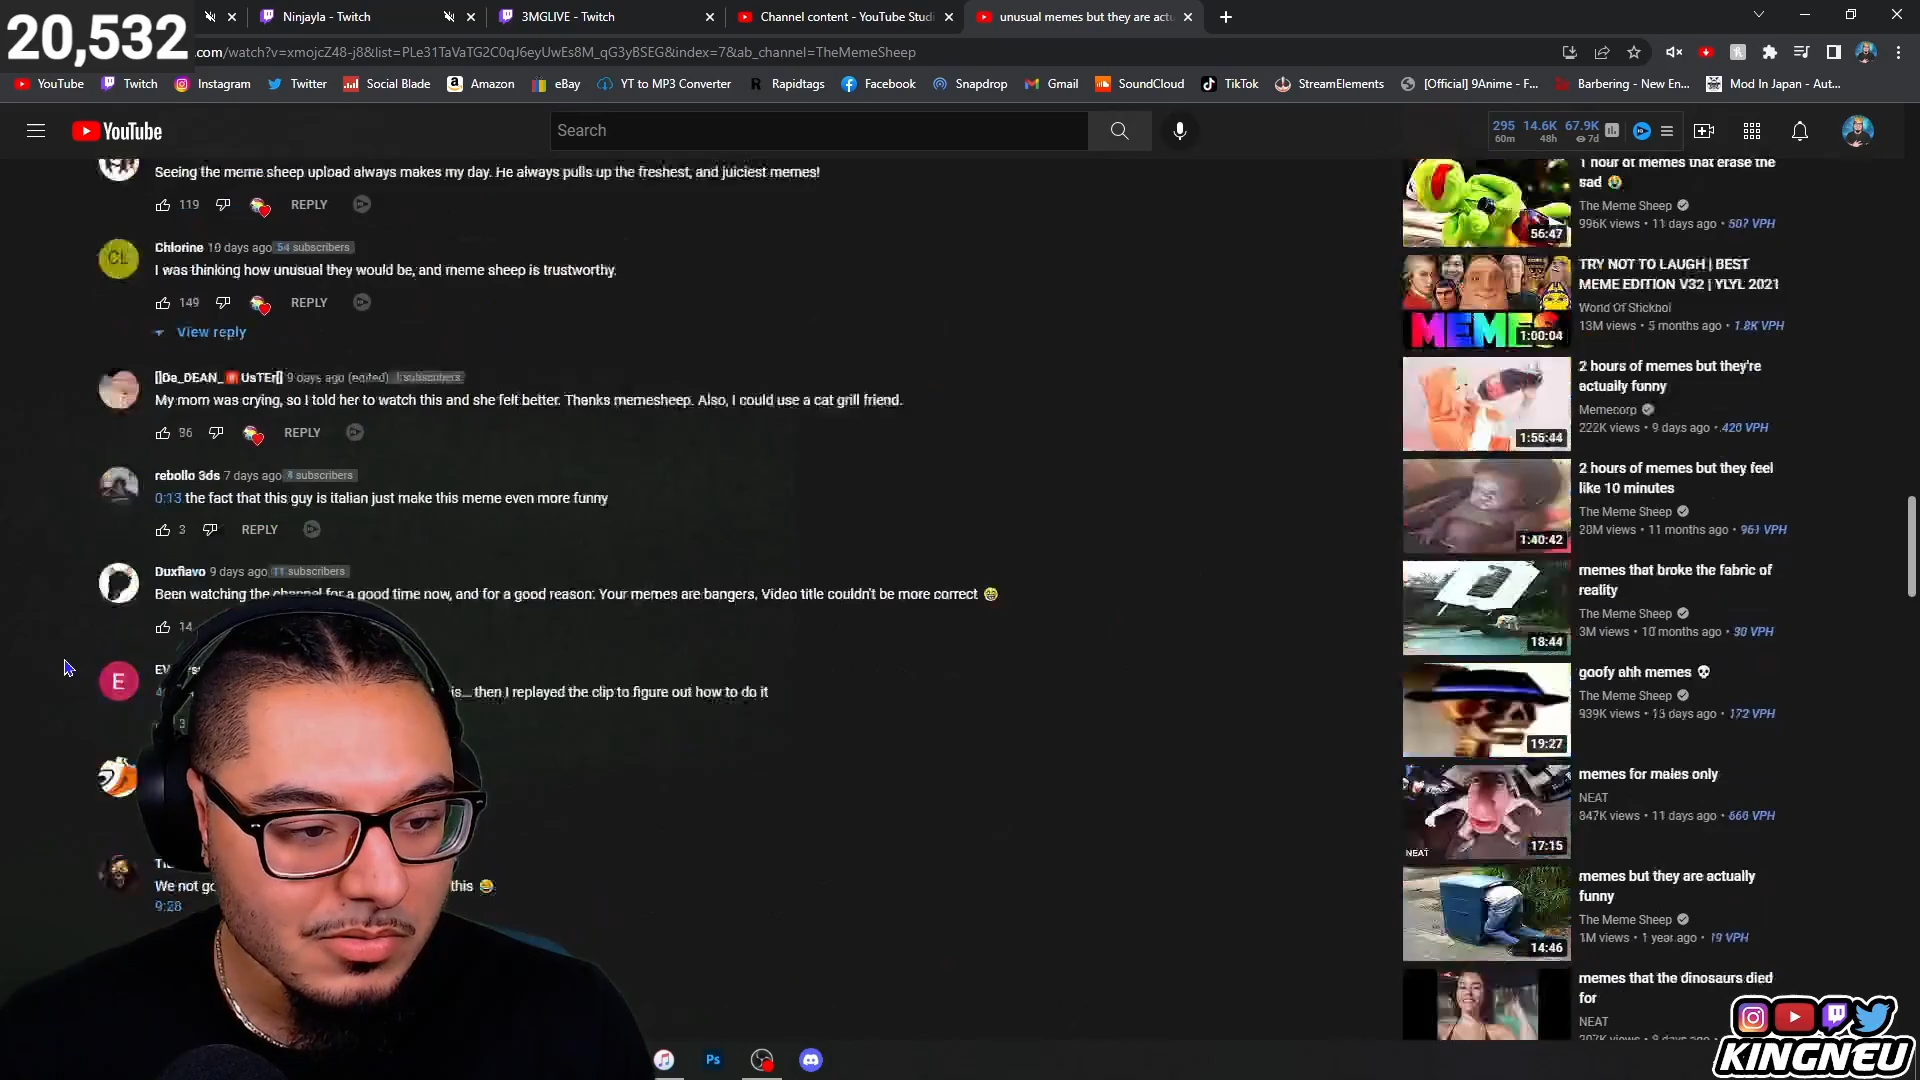 20,532
Ninjayla - Twitch
3MGLIVE - Twitch
Channel content - YouTube Studi
unusual memes but they are actu
.com/watch?v=xmojcZ48-j8&list=PLe31TaVaTG2C0qJ6eyUwEs8M_qG3yBSEG&index=7&ab_channel=TheMemeSheep
YouTube
Twitch
Instagram
Twitter
Social Blade
Amazon
eBay
YT to MP3 Converter
Rapidtags
Facebook
Snapdrop
Gmail
SoundCloud
TikTok
StreamElements
[Official] 9Anime - F...
Barbering - New En...
Mod In Japan - Aut...
YouTube
Search
295 14.6K 67.9K
60m 48h 7d
Seeing the meme sheep upload always makes my day. He always pulls up the freshest, and juiciest memes!
119 REPLY
Chlorine 10 days ago 54 subscribers
CL
I was thinking how unusual they would be, and meme sheep is trustworthy.
149 REPLY
View reply
9 days ago (edited) 1 subscribers
My mom was crying, so I told her to watch this and she felt better. Thanks memesheep. Also, I could use a cat grill friend.
36 REPLY
rebollo 3ds 7 days ago 4 subscribers
0:13 the fact that this guy is italian just make this meme even more funny
3 REPLY
Duxfiavo 9 days ago 11 subscribers
Been watching the channel for a good time now, and for a good reason: Your memes are bangers. Video title couldn't be more correct 😁
14
E
is... then I replayed the clip to figure out how to do it
3
We not go
this 😂
9:28
1 hour of memes that erase the
sad 😭
The Meme Sheep
996K views • 11 days ago • 507 VPH
56:47
TRY NOT TO LAUGH | BEST
MEME EDITION V32 | YLYL 2021
World Of Stickboi
13M views • 5 months ago • 1.8K VPH
MEMES
1:00:04
2 hours of memes but they're
actually funny
Memecorp
222K views • 9 days ago • 420 VPH
1:55:44
2 hours of memes but they feel
like 10 minutes
The Meme Sheep
20M views • 11 months ago • 961 VPH
1:40:42
memes that broke the fabric of
reality
The Meme Sheep
3M views • 10 months ago • 30 VPH
18:44
goofy ahh memes 💀
The Meme Sheep
939K views • 13 days ago • 172 VPH
19:27
memes for males only
NEAT
847K views • 11 days ago • 660 VPH
NEAT
17:15
memes but they are actually
funny
The Meme Sheep
1M views • 1 year ago • 19 VPH
14:46
memes that the dinosaurs died
for
NEAT
Ps
KINGNEU